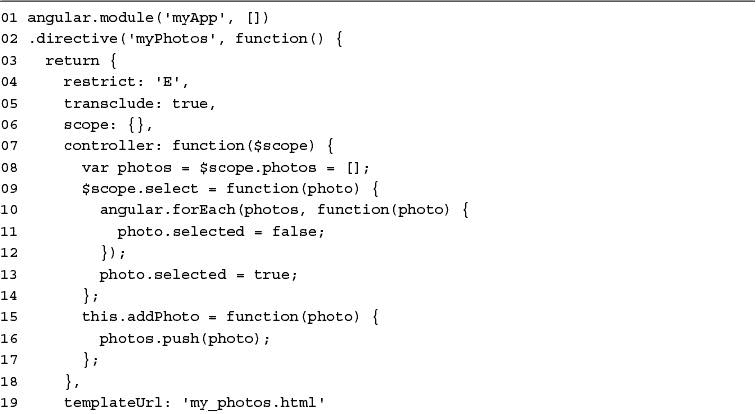 01 angular.module('myApp', [])
02 .directive('myPhotos', function() {
03   return {
04     restrict: 'E',
05     transclude: true,
06     scope: {},
07     controller: function($scope) {
08       var photos = $scope.photos = [];
09       $scope.select = function(photo) {
10         angular.forEach(photos, function(photo) {
11           photo.selected = false;
12         });
13         photo.selected = true;
14       };
15       this.addPhoto = function(photo) {
16         photos.push(photo);
17       };
18     },
19     templateUrl: 'my_photos.html'